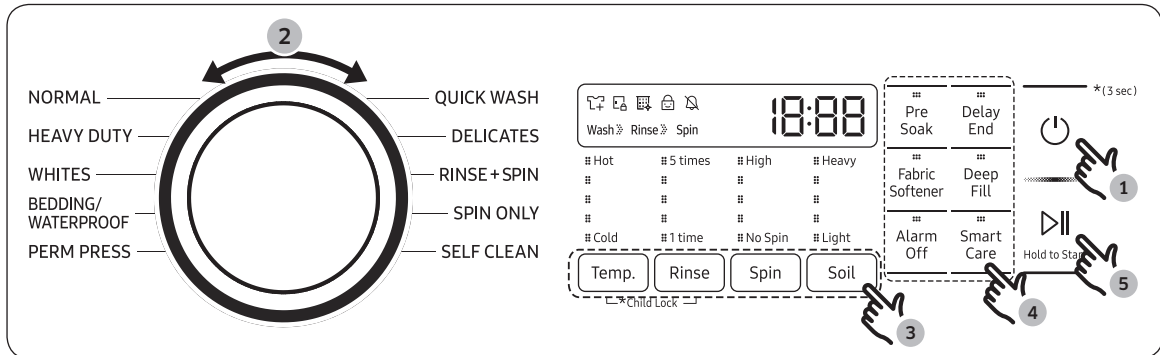 2
NORMAL
HEAVY DUTY
WHITES
BEDDING/
WATERPROOF
PERM PRESS
QUICK WASH
DELICATES
RINSE+SPIN
SPIN ONLY
SELF CLEAN
Wash Rinse Spin
18:88
Hot 5 times High Heavy
Cold 1 time No Spin Light
Temp. Rinse Spin Soil
*Child Lock
3
Pre
Soak
Delay
End
Fabric
Softener
Deep
Fill
Alarm
Off
Smart
Care
4
*(3 sec)
1
Hold to Start
5